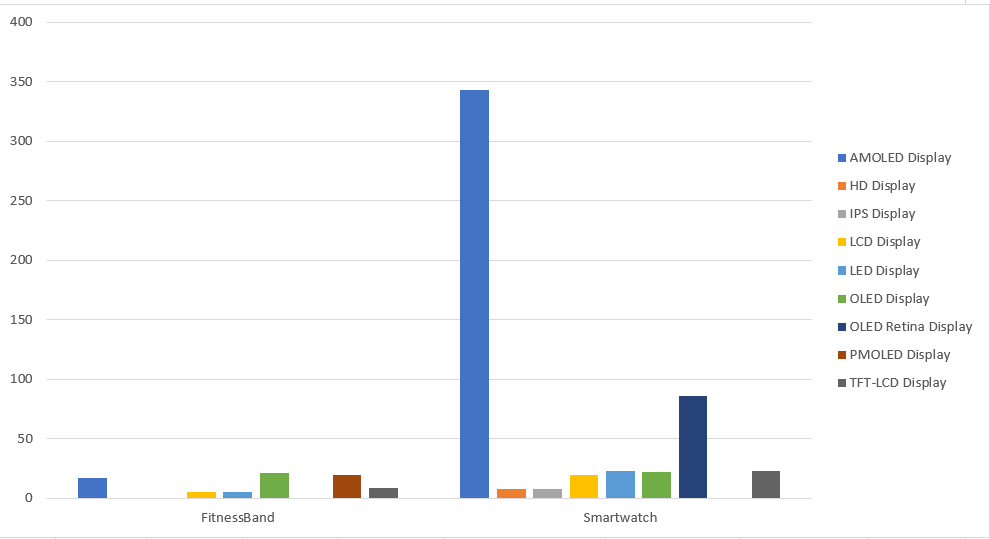 400
350
300
250
200
150
100
50
0
FitnessBand
Smartwatch
AMOLED Display
HD Display
IPS Display
LCD Display
LED Display
OLED Display
OLED Retina Display
PMOLED Display
TFT-LCD Display